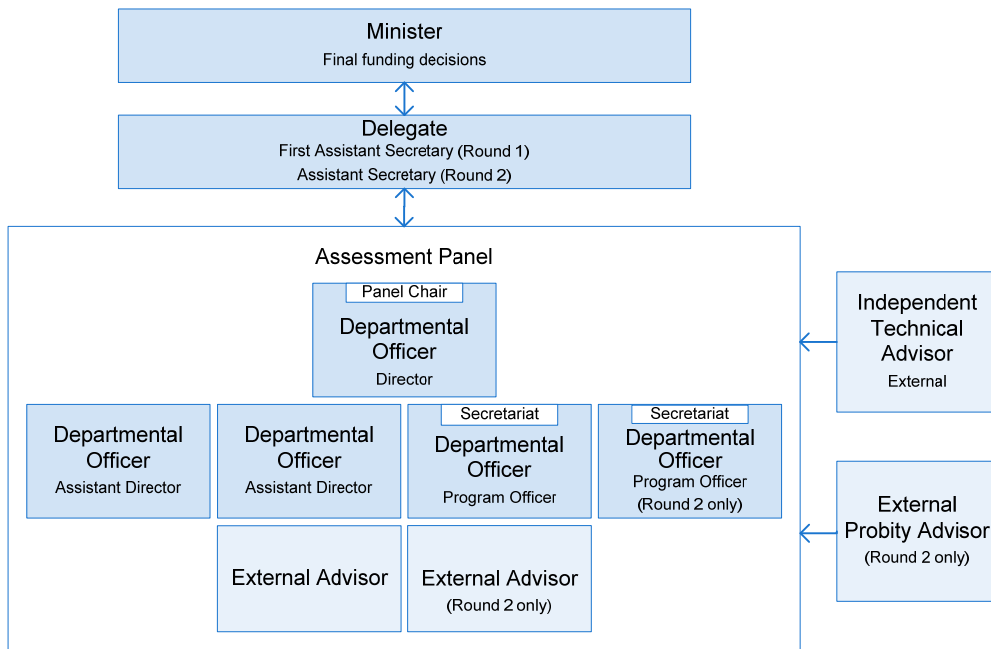 Minister
Final funding decisions
Delegate
First Assistant Secretary (Round 1)
Assistant Secretary (Round 2)
Assessment Panel
Panel Chair
Departmental
Officer
Director
Departmental
Officer
Assistant Director
Departmental
Officer
Assistant Director
Secretariat
Departmental
Officer
Program Officer
Secretariat
Departmental
Officer
Program Officer
(Round 2 only)
External Advisor
External Advisor
(Round 2 only)
Independent
Technical
Advisor
External
External
Probity Advisor
(Round 2 only)